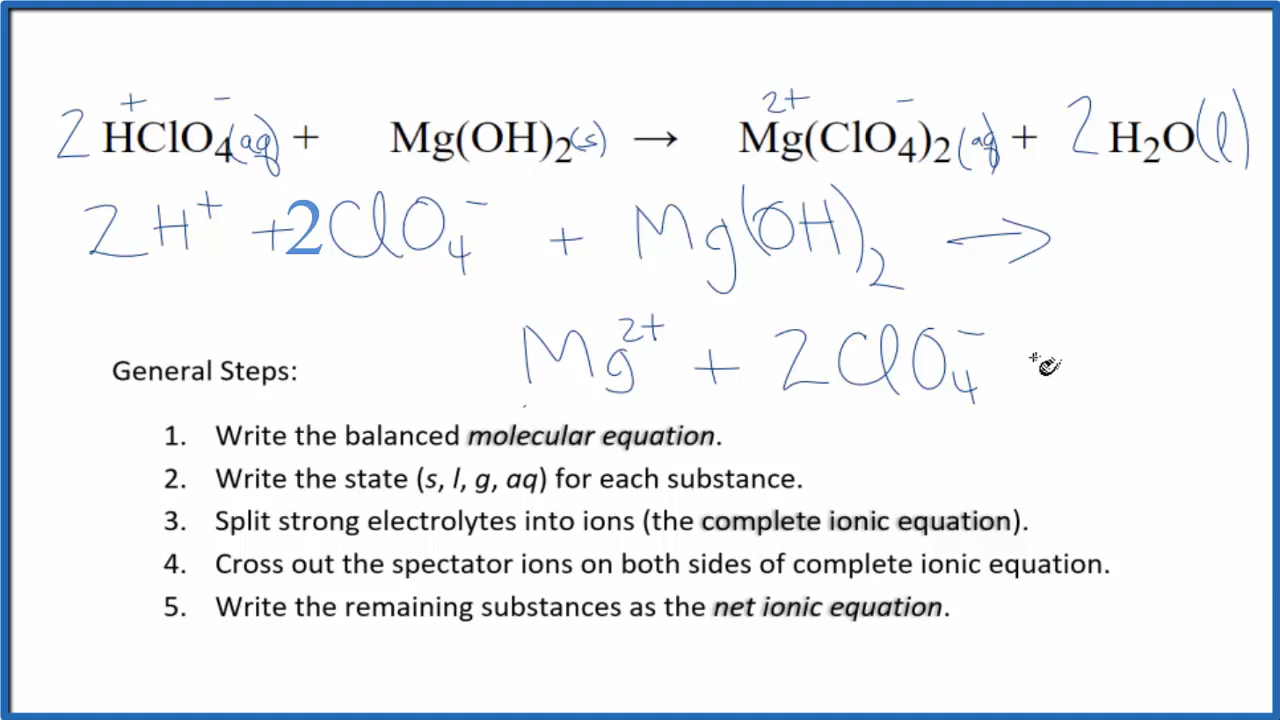 2 H⁺ClO₄⁻(aq) + Mg(OH)₂(s) → Mg²⁺(ClO₄⁻)₂(aq) + 2 H₂O(l)
2H⁺ + 2ClO₄⁻ + Mg(OH)₂ →
Mg²⁺ + 2ClO₄⁻
General Steps:
1. Write the balanced molecular equation.
2. Write the state (s, l, g, aq) for each substance.
3. Split strong electrolytes into ions (the complete ionic equation).
4. Cross out the spectator ions on both sides of complete ionic equation.
5. Write the remaining substances as the net ionic equation.